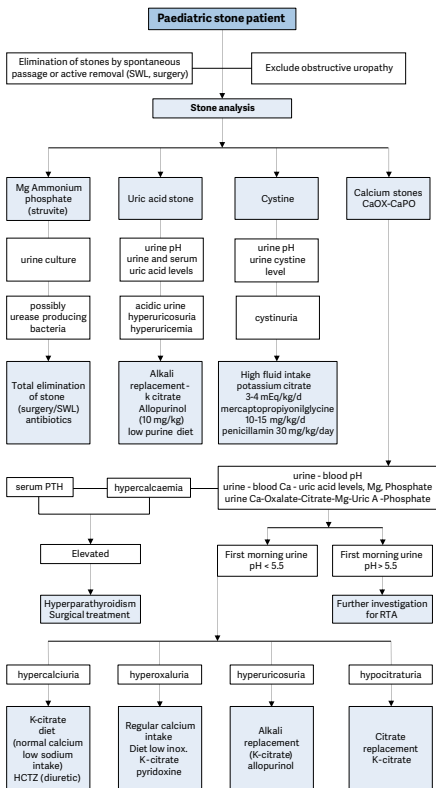 Paediatric stone patient
Elimination of stones by spontaneous
passage or active removal (SWL, surgery)
Exclude obstructive uropathy
Stone analysis
Mg Ammonium
phosphate
(struvite)
Uric acid stone
Cystine
Calcium stones
CaOX-CaPO
urine culture
urine pH
urine and serum
uric acid levels
urine pH
urine cystine
level
possibly
urease producing
bacteria
acidic urine
hyperuricosuria
hyperuricemia
cystinuria
Total elimination
of stone
(surgery/SWL)
antibiotics
Alkali
replacement-
k citrate
Allopurinol
(10 mg/kg)
low purine diet
High fluid intake
potassium citrate
3-4 mEq/kg/d
mercaptopropiyonilglycine
10-15 mg/kg/d
penicillamin 30 mg/kg/day
serum PTH
hypercalcaemia
urine - blood pH
urine - blood Ca - uric acid levels, Mg, Phosphate
urine Ca-Oxalate-Citrate-Mg-Uric A -Phosphate
Elevated
First morning urine
pH < 5.5
First morning urine
pH > 5.5
Hyperparathyroidism
Surgical treatment
Further investigation
for RTA
hypercalciuria
hyperoxaluria
hyperuricosuria
hypocitraturia
K-citrate
diet
(normal calcium
low sodium
intake)
HCTZ (diuretic)
Regular calcium
intake
Diet low inox.
K-citrate
pyridoxine
Alkali
replacement
(K-citrate)
allopurinol
Citrate
replacement
K-citrate